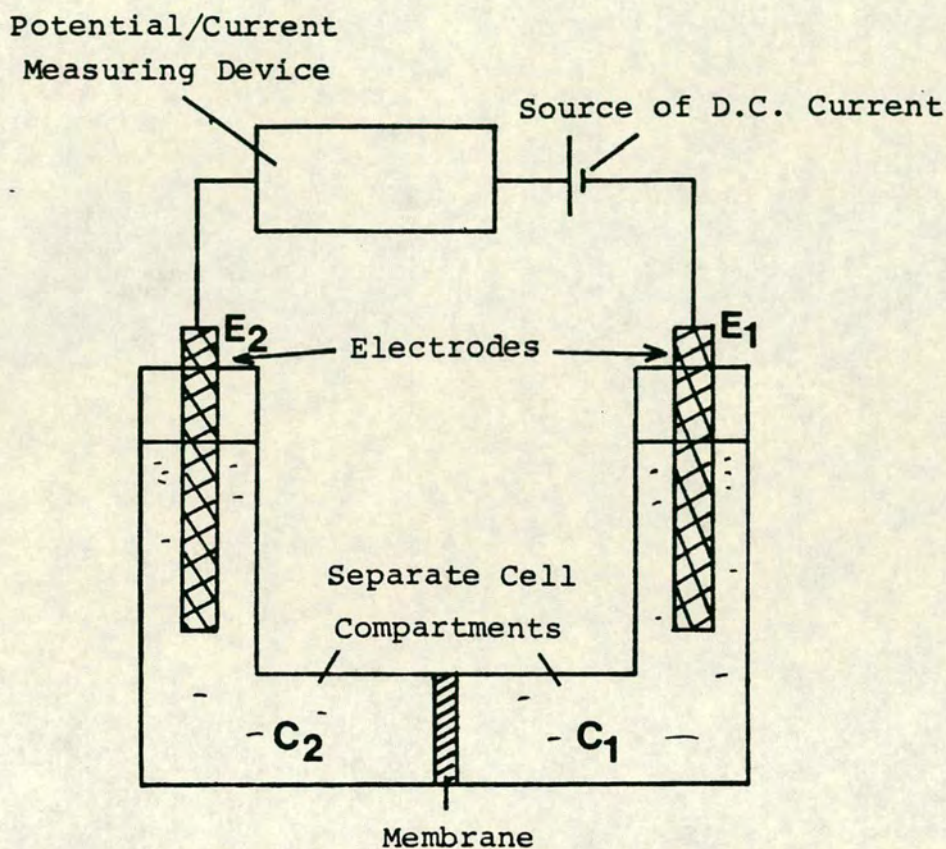 Potential/Current
Measuring Device
Source of D.C. Current
E2
Electrodes
E1
Separate Cell
Compartments
C2
C1
Membrane